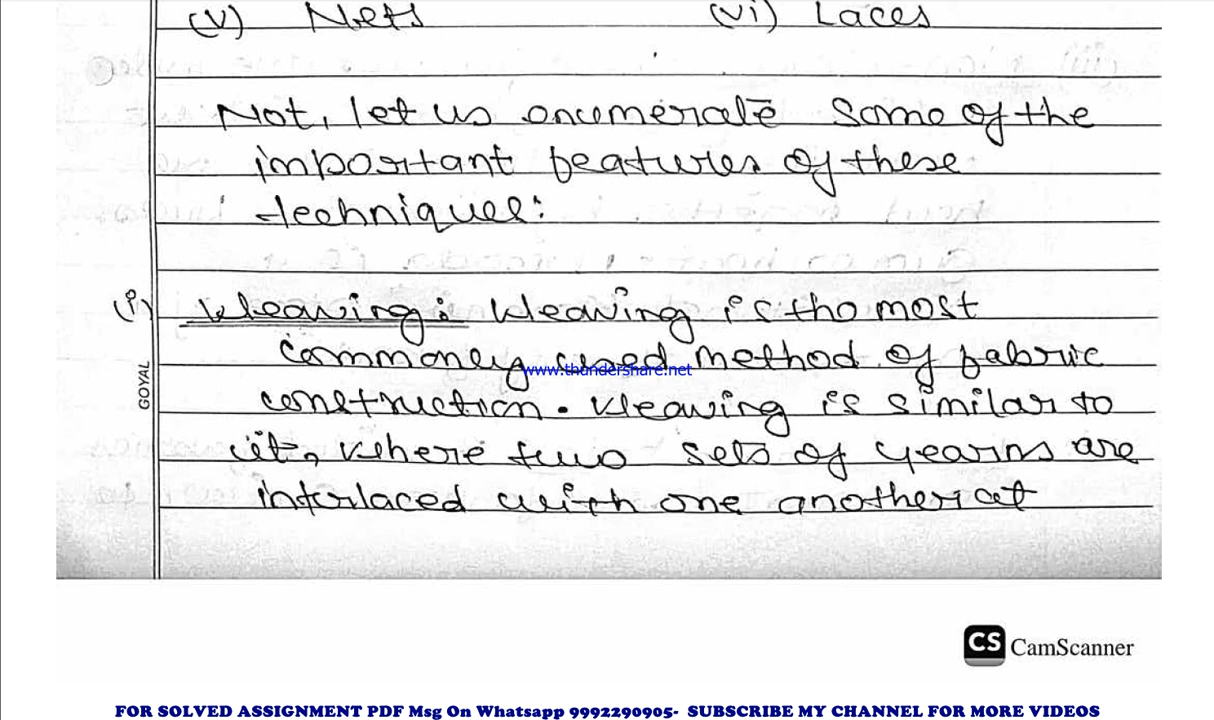 (v) Nets (vi) Laces
Not, let us enumerate some of the
important features of these
techniques:
(i) Weaving: Weaving is the most
commonly used method of fabric
www.thundershare.net
construction. Weaving is similar to
it, where two sets of yearns are
interlaced with one another at
GOYAL
CS CamScanner
FOR SOLVED ASSIGNMENT PDF Msg On Whatsapp 9992290905- SUBSCRIBE MY CHANNEL FOR MORE VIDEOS